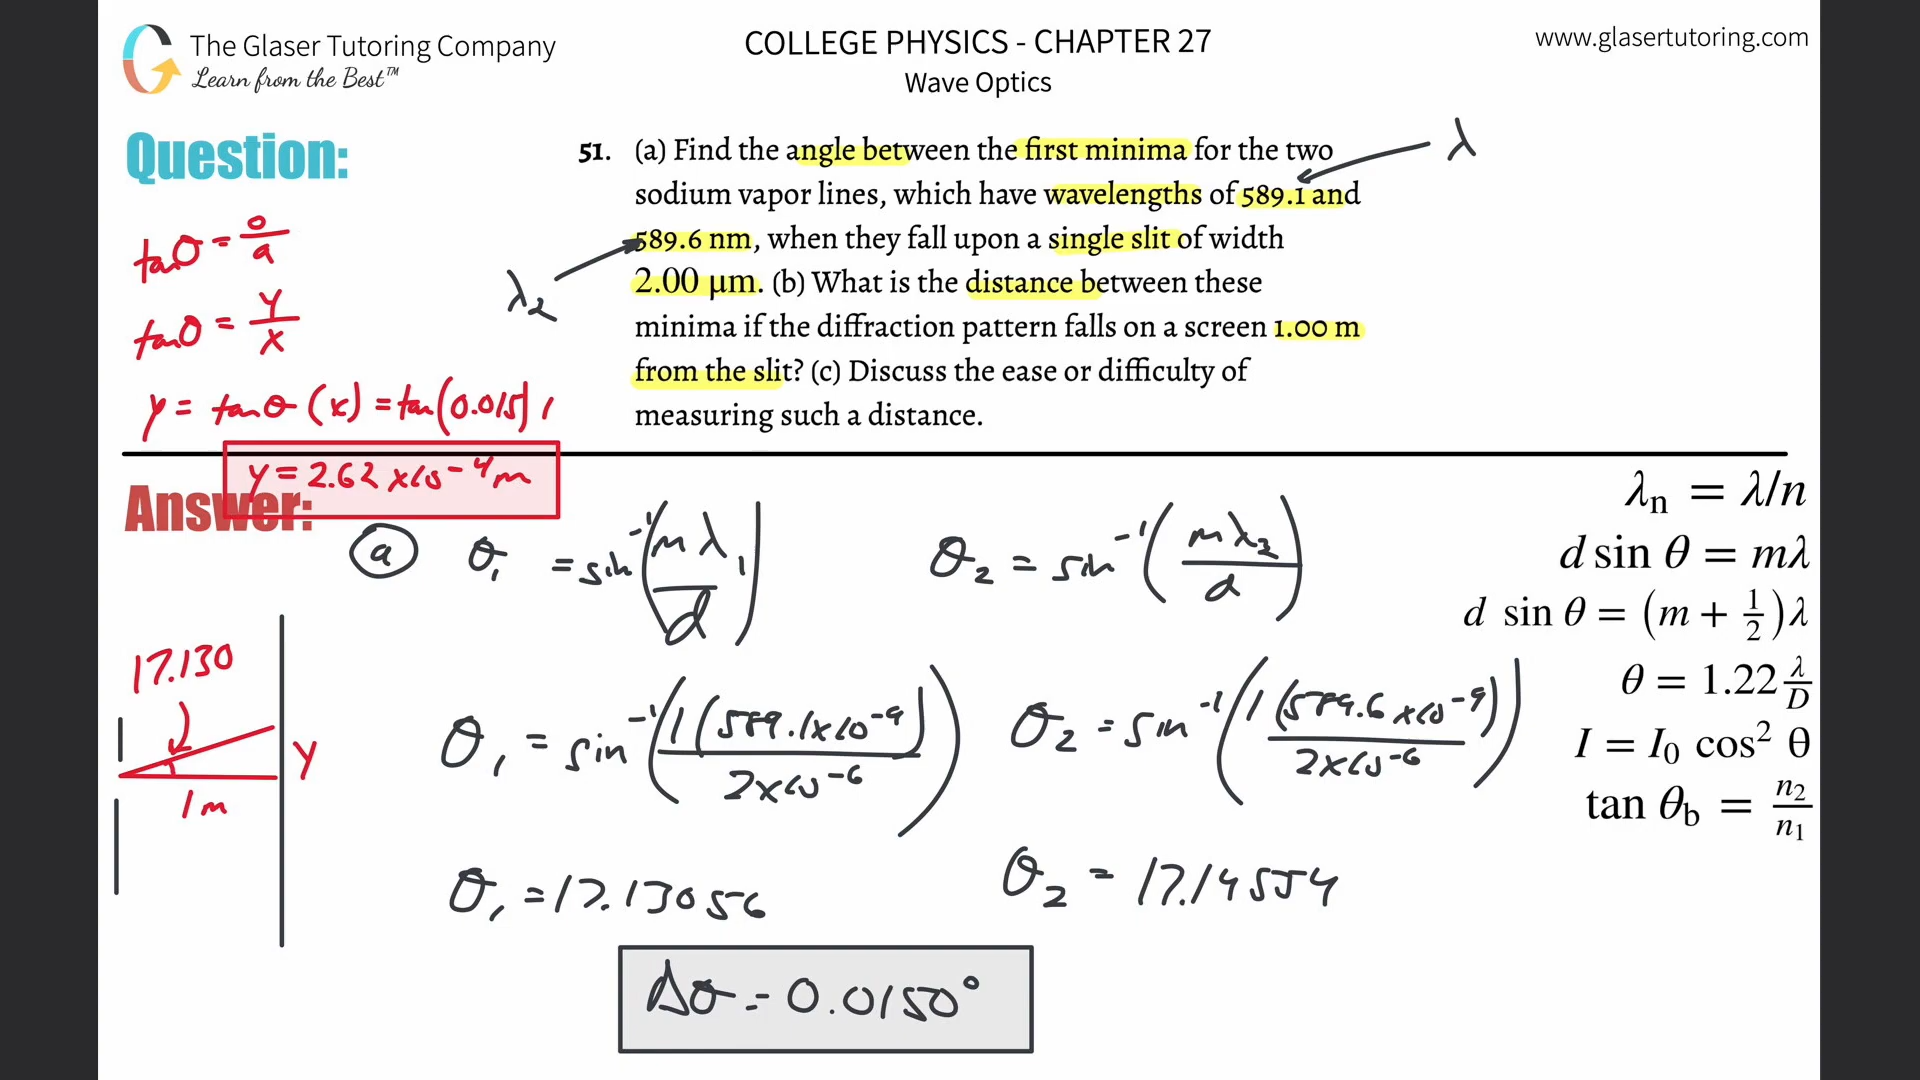 The Glaser Tutoring Company
Learn from the Best™
COLLEGE PHYSICS - CHAPTER 27
Wave Optics
www.glasertutoring.com
Question:
51. (a) Find the angle between the first minima for the two
sodium vapor lines, which have wavelengths of 589.1 and
589.6 nm, when they fall upon a single slit of width
2.00 μm. (b) What is the distance between these
minima if the diffraction pattern falls on a screen 1.00 m
from the slit? (c) Discuss the ease or difficulty of
measuring such a distance.
λ
λ2
tanθ = o/a
tanθ = y/x
y = tanθ (x) = tan(0.015) 1
y = 2.62 x10^-4 m
Answer:
a θ1 = sin^-1(mλ1/d) θ2 = sin^-1(mλ2/d)
θ1 = sin^-1(1(589.1x10^-9)/2x10^-6) θ2 = sin^-1(1(589.6x10^-9)/2x10^-6)
θ1 = 17.13056 θ2 = 17.14554
Δθ = 0.0150°
17.130
y
1m
λn = λ/n
d sin θ = mλ
d sin θ = (m + 1/2)λ
θ = 1.22 λ/D
I = I0 cos² θ
tan θb = n2/n1